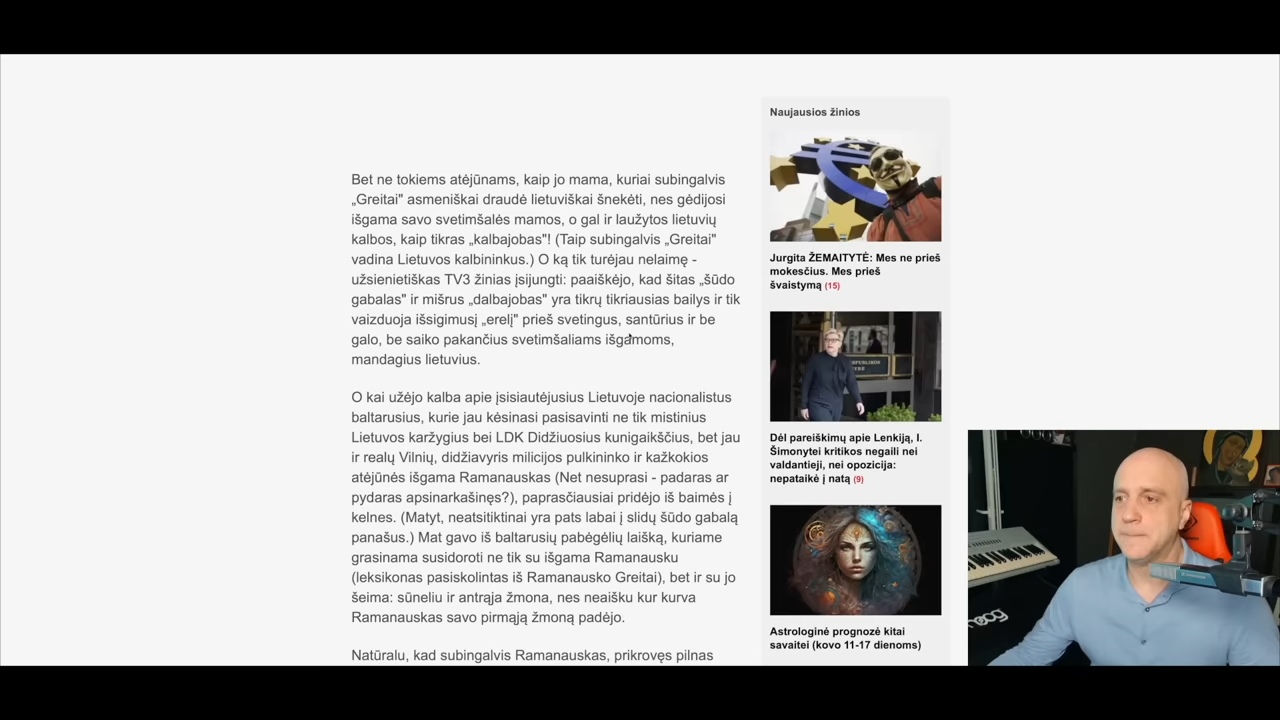 Bet ne tokiems atėjūnams, kaip jo mama, kuriai subingalvis
„Greitai" asmeniškai draudė lietuviškai šnekėti, nes gėdijosi
išgama savo svetimšalės mamos, o gal ir laužytos lietuvių
kalbos, kaip tikras „kalbajobas"! (Taip subingalvis „Greitai"
vadina Lietuvos kalbininkus.) O ką tik turėjau nelaimę -
užsienietiškas TV3 žinias įsijungti: paaiškėjo, kad šitas „šūdo
gabalas" ir mišrus „dalbajobas" yra tikrų tikriausias bailys ir tik
vaizduoja išsigimusį „erelį" prieš svetingus, santūrius ir be
galo, be saiko pakančius svetimšaliams išgamoms,
mandagius lietuvius.
O kai užėjo kalba apie įsisiautėjusius Lietuvoje nacionalistus
baltarusius, kurie jau kėsinasi pasisavinti ne tik mistinius
Lietuvos karžygius bei LDK Didžiuosius kunigaikščius, bet jau
ir realų Vilnių, didžiavyris milicijos pulkininko ir kažkokios
atėjūnės išgama Ramanauskas (Net nesuprasi - padaras ar
pydaras apsinarkašinęs?), paprasčiausiai pridėjo iš baimės į
kelnes. (Matyt, neatsitiktinai yra pats labai į slidų šūdo gabalą
panašus.) Mat gavo iš baltarusių pabėgėlių laišką, kuriame
grasinama susidoroti ne tik su išgama Ramanausku
(leksikonas pasiskolintas iš Ramanausko Greitai), bet ir su jo
šeima: sūneliu ir antrąja žmona, nes neaišku kur kurva
Ramanauskas savo pirmąją žmoną padėjo.
Natūralu, kad subingalvis Ramanauskas, prikrovęs pilnas
Naujausios žinios
Jurgita ŽEMAITYTĖ: Mes ne prieš
mokesčius. Mes prieš
švaistymą (15)
Dėl pareiškimų apie Lenkiją, I.
Šimonytei kritikos negaili nei
valdantieji, nei opozicija:
nepataikė į natą (9)
Astrologinė prognozė kitai
savaitei (kovo 11-17 dienoms)
moog